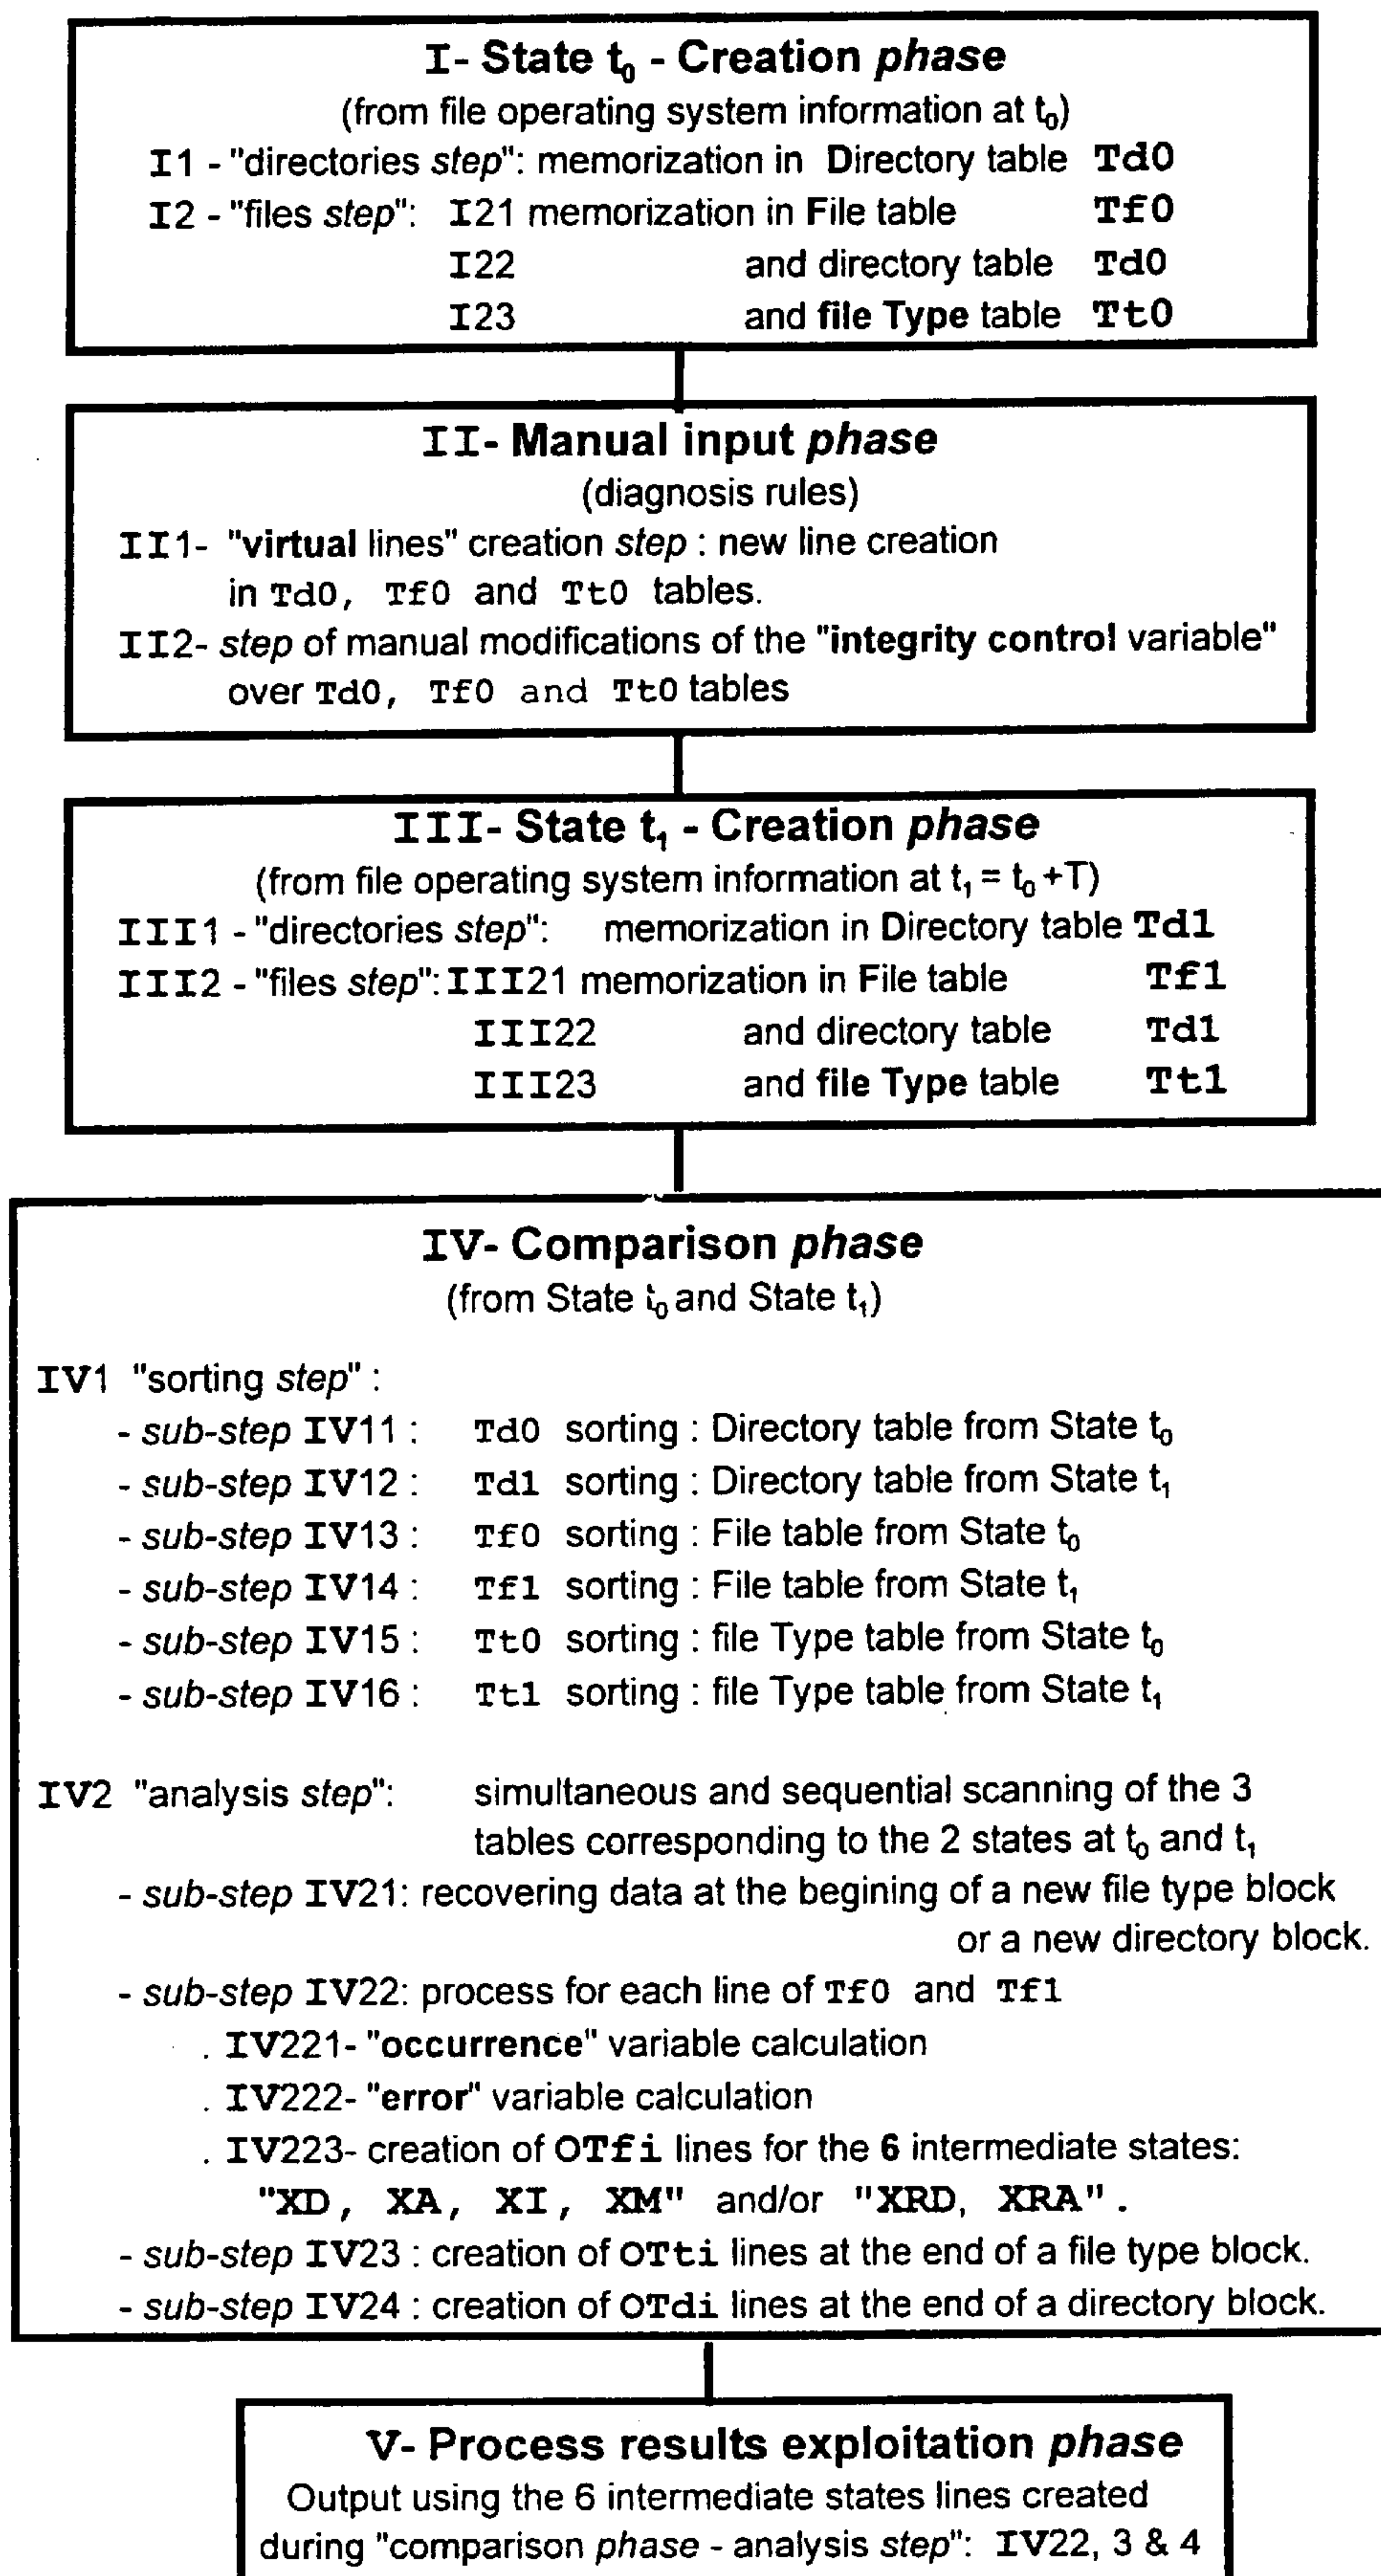 I- State t0 - Creation phase
(from file operating system information at t0)
I1 - "directories step": memorization in Directory table Td0
I2 - "files step": I21 memorization in File table Tf0
I22 and directory table Td0
I23 and file Type table Tt0
II- Manual input phase
(diagnosis rules)
II1- "virtual lines" creation step : new line creation
in Td0, Tf0 and Tt0 tables.
II2- step of manual modifications of the "integrity control variable"
over Td0, Tf0 and Tt0 tables
III- State t1 - Creation phase
(from file operating system information at t1 = t0 +T)
III1 - "directories step": memorization in Directory table Td1
III2 - "files step": III21 memorization in File table Tf1
III22 and directory table Td1
III23 and file Type table Tt1
IV- Comparison phase
(from State t0 and State t1)
IV1 "sorting step" :
- sub-step IV11 : Td0 sorting : Directory table from State t0
- sub-step IV12 : Td1 sorting : Directory table from State t1
- sub-step IV13 : Tf0 sorting : File table from State t0
- sub-step IV14 : Tf1 sorting : File table from State t1
- sub-step IV15 : Tt0 sorting : file Type table from State t0
- sub-step IV16 : Tt1 sorting : file Type table from State t1
IV2 "analysis step": simultaneous and sequential scanning of the 3
tables corresponding to the 2 states at t0 and t1
- sub-step IV21: recovering data at the begining of a new file type block
or a new directory block.
- sub-step IV22: process for each line of Tf0 and Tf1
. IV221- "occurrence" variable calculation
. IV222- "error" variable calculation
. IV223- creation of OTfi lines for the 6 intermediate states:
"XD, XA, XI, XM" and/or "XRD, XRA".
- sub-step IV23 : creation of OTti lines at the end of a file type block.
- sub-step IV24 : creation of OTdi lines at the end of a directory block.
V- Process results exploitation phase
Output using the 6 intermediate states lines created
during "comparison phase - analysis step": IV22, 3 & 4